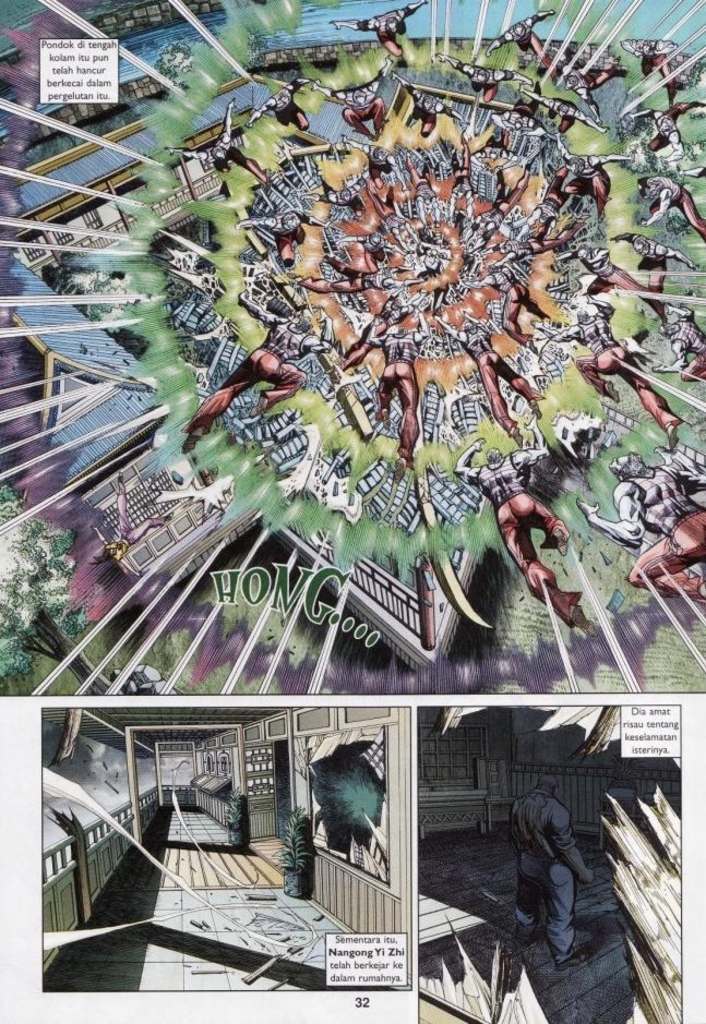 Pondok di tengah
kolam itu
telah hancur
berkecai dalam
pergelutan itu.
HONG....
Sementara itu,
Nangong Yi Zhi
telah berkejar ke
dalam rumahnya.
Dia amat
risau tentang
keselamatan
isterinya.
32